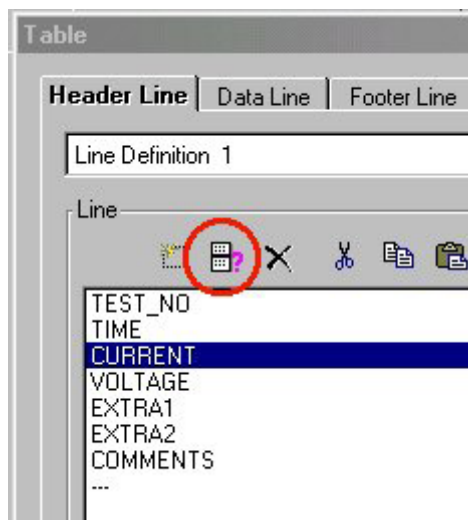 Table
Header Line Data Line Footer Line
Line Definition 1
Line
TEST_NO
TIME
CURRENT
VOLTAGE
EXTRA1
EXTRA2
COMMENTS
---